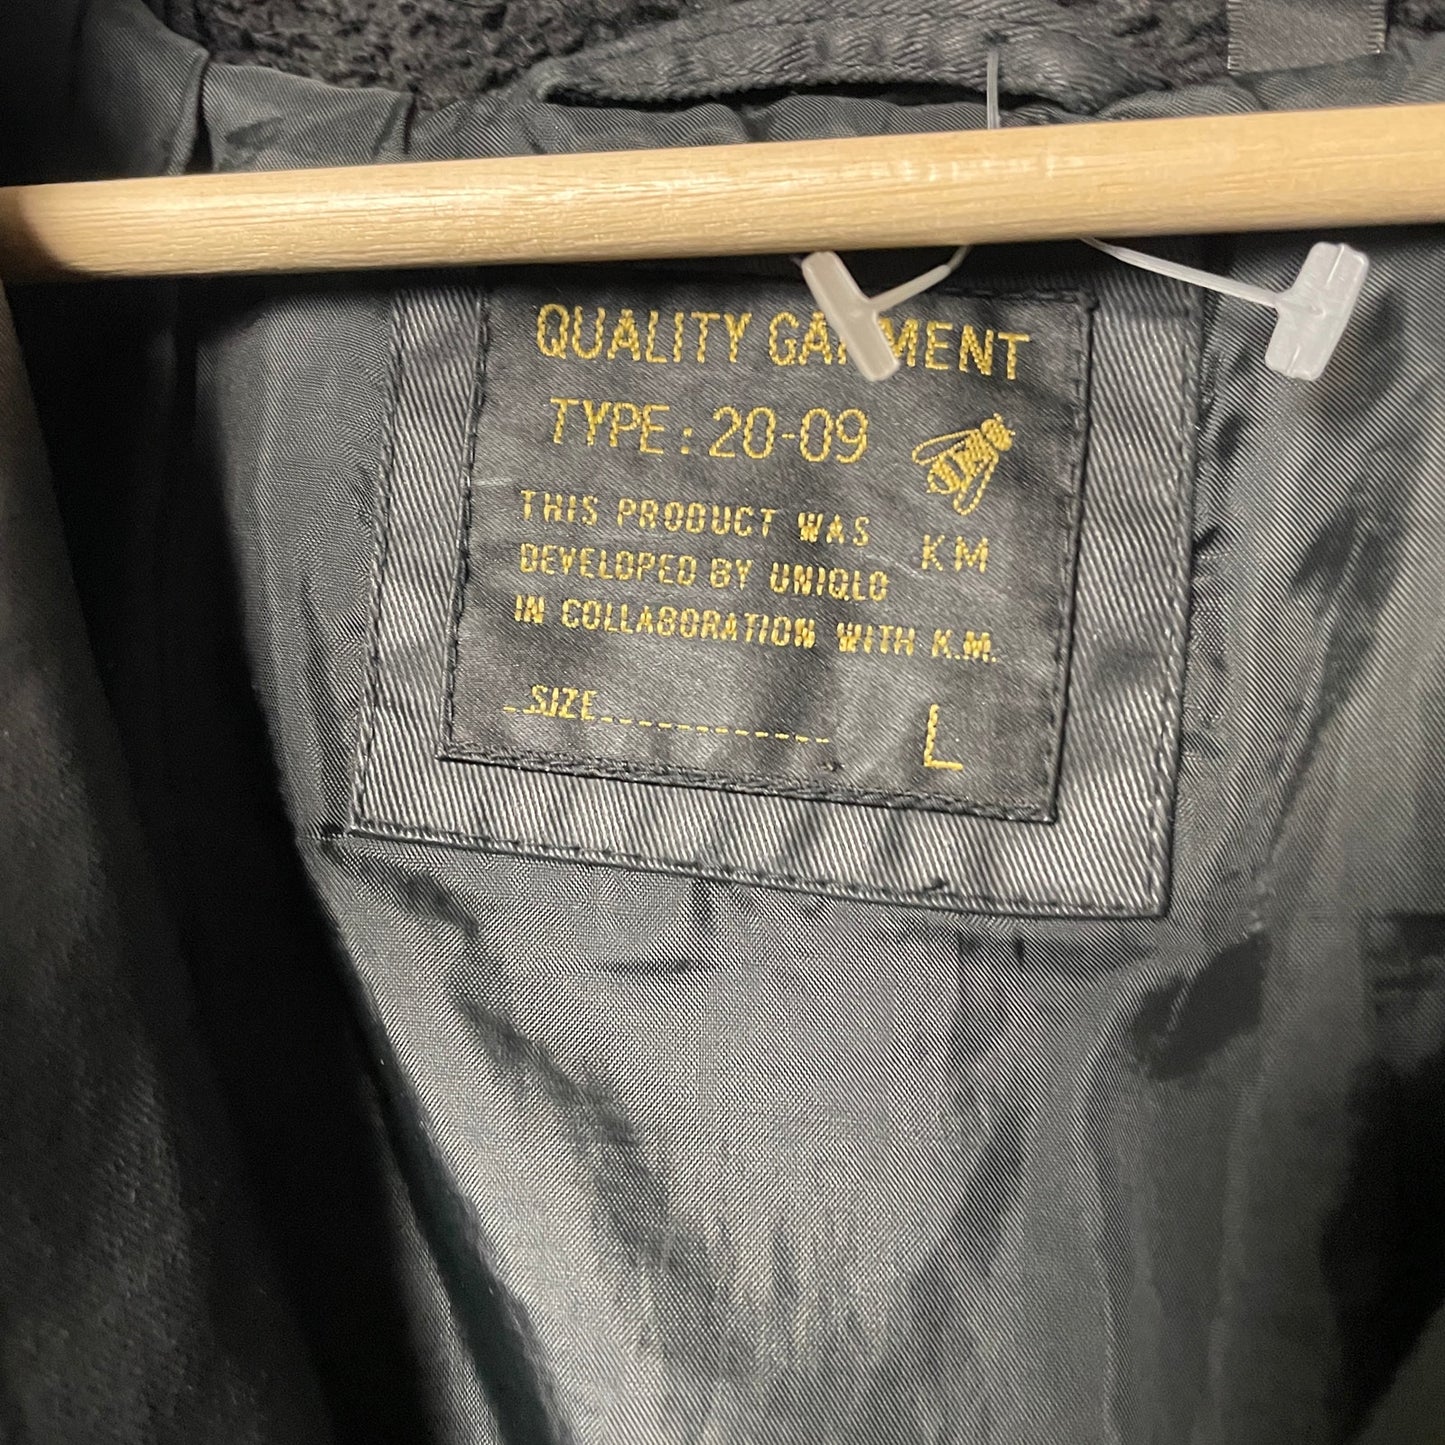 QUALITY GARMENT
TYPE: 20-09
THIS PRODUCT WAS
DEVELOPED BY UNIQLO
IN COLLABORATION WITH K.M.
KM
SIZE
L